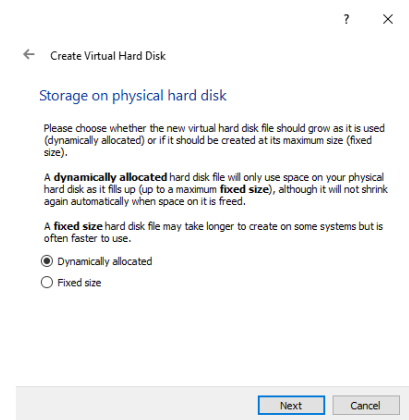 ?
Create Virtual Hard Disk
Storage on physical hard disk
Please choose whether the new virtual hard disk file should grow as it is used
(dynamically allocated) or if it should be created at its maximum size (fixed
size).
A dynamically allocated hard disk file will only use space on your physical
hard disk as it fills up (up to a maximum fixed size), although it will not shrink
again automatically when space on it is freed.
A fixed size hard disk file may take longer to create on some systems but is
often faster to use.
Dynamically allocated
Fixed size
Next Cancel